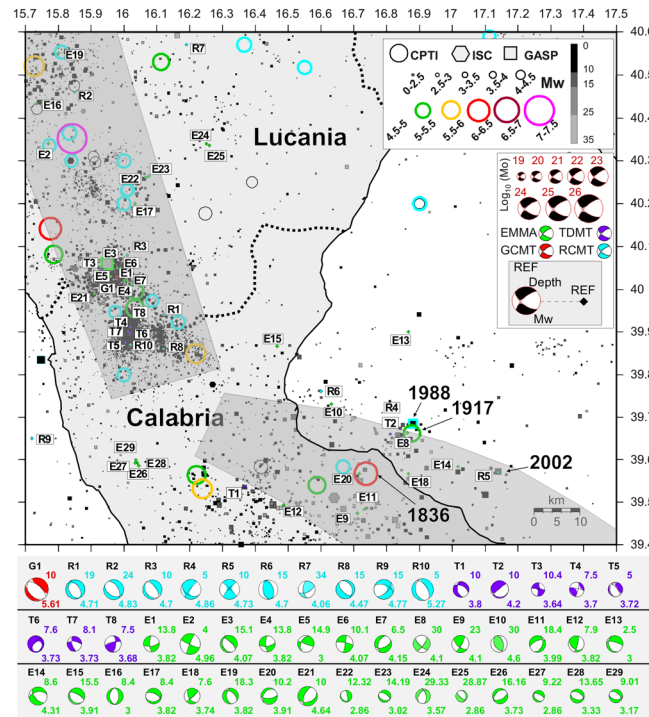 15.7 15.8 15.9 16 16.1 16.2 16.3 16.4 16.5 16.6 16.7 16.8 16.9 17 17.1 17.2 17.3 17.4 17.5
40.6
40.5
40.4
40.3
40.2
40.1
40
39.9
39.8
39.7
39.6
39.5
39.4
CPTI ISC GASP
0-2.5 2.5-3 3-3.5 3.5-4 4-4.5
Mw
4.5-5 5-5.5 5.5-6 6-6.5 6.5-7 7-7.5
0
10
15
25
35
Log10 (Mo)
19 20 21 22 23
24 25 26
EMMA TDMT
GCMT RCMT
REF
Depth
REF
Mw
Lucania
Calabria
E19
R7
E16
R2
E24
E25
E2
E23
E22
E17
R3
E3
T3
E6
E5
E1
E7
G1
E4
E21
T8
R1
T4
T7
T6
T5
R10
R8
E15
E13
R6
E10
R4
T2
E8
1988
1917
R9
E29
E27
E28
E26
T1
E20
E11
E18
E14
R5
2002
E12
E9
1836
km
0 5 10
G1 R1 R2 R3 R4 R5 R6 R7 R8 R9 R10 T1 T2 T3 T4 T5
10 19 24 10 5 10 15 34 15 15 5 10 10 10 7.5 5
5.61 4.71 4.83 4.7 4.86 4.73 4.7 4.06 4.47 4.77 5.27 3.8 4.2 3.64 3.7 3.72
T6 T7 T8 E1 E2 E3 E4 E5 E6 E7 E8 E9 E10 E11 E12 E13
7.6 8.1 7.5 13.8 4 15.1 13.8 14.9 10.1 6.5 30 23 30 18.4 7.9 2.5
3.73 3.73 3.68 3.82 4.96 4.07 3.82 3 4.07 4.15 4.1 4.1 4.6 3.99 3.82 3
E14 E15 E16 E17 E18 E19 E20 E21 E22 E23 E24 E25 E26 E27 E28 E29
8.6 15.5 8.4 8.4 7.6 18.3 10.2 10 12.32 14.19 29.33 28.87 16.16 9.22 13.65 9.01
4.31 3.91 3 3.82 3.74 3.82 3.91 4.64 2.86 3.02 3.57 2.86 3.73 2.86 3.33 3.17